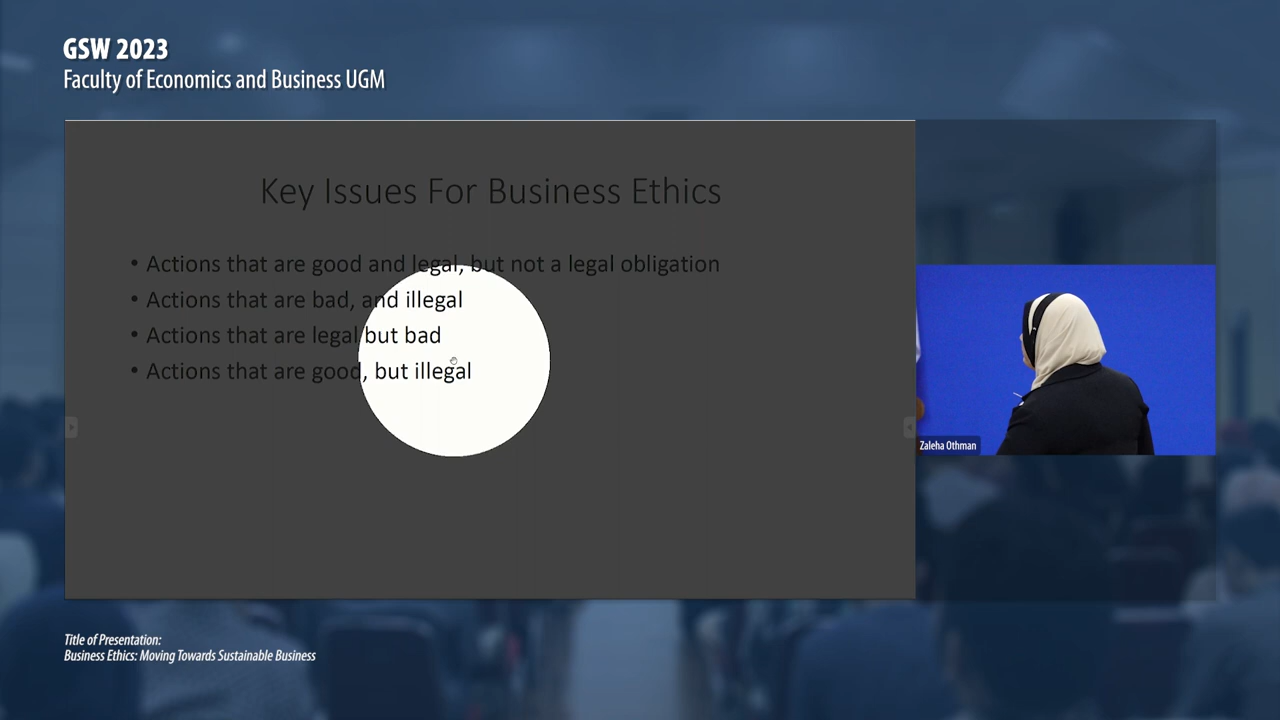 GSW 2023
Faculty of Economics and Business UGM
Key Issues For Business Ethics
• Actions that are good and legal, but not a legal obligation
• Actions that are bad, and illegal
• Actions that are legal but bad
• Actions that are good, but illegal
Zaleha Othman
Title of Presentation:
Business Ethics: Moving Towards Sustainable Business